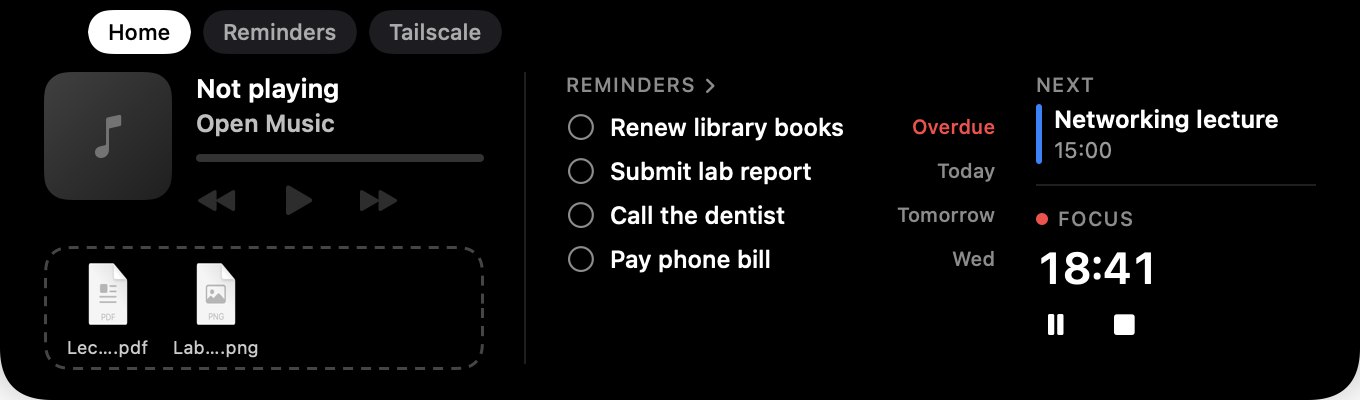 Home
Reminders
Tailscale
Not playing
Open Music
PDF
PNG
Lec....pdf
Lab....png
REMINDERS >
Renew library books Overdue
Submit lab report Today
Call the dentist Tomorrow
Pay phone bill Wed
NEXT
Networking lecture
15:00
FOCUS
18:41